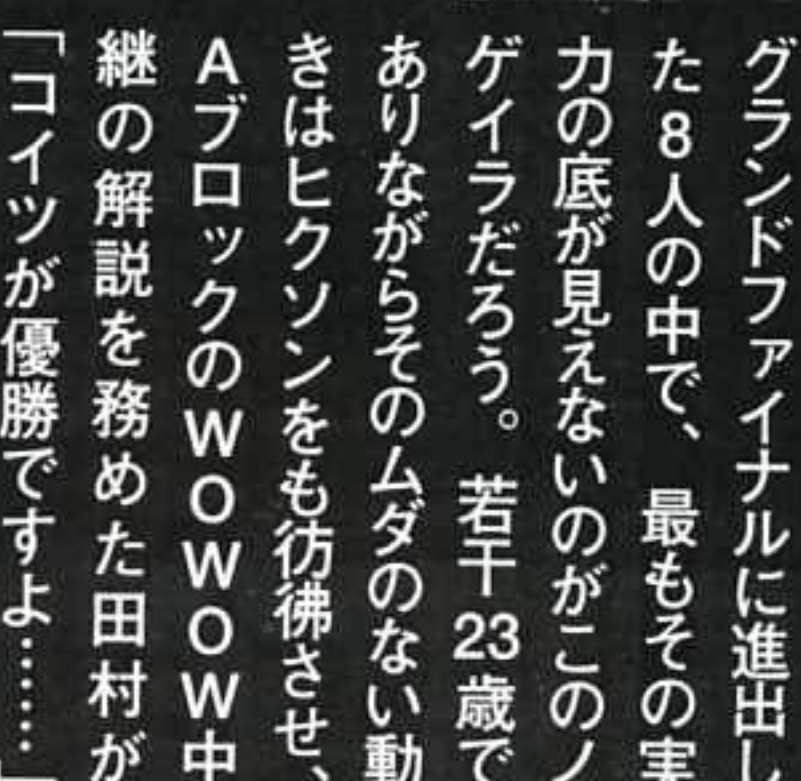 グランドファイナルに進出し
た8人の中で、最もその実
力の底が見えないのがこのノ
ゲイラだろう。若干23歳で
ありながらそのムダのない動
きはヒクソンをも彷彿させ、
AブロックのWOWOW中
継の解説を務めた田村が
「コイツが優勝ですよ……」